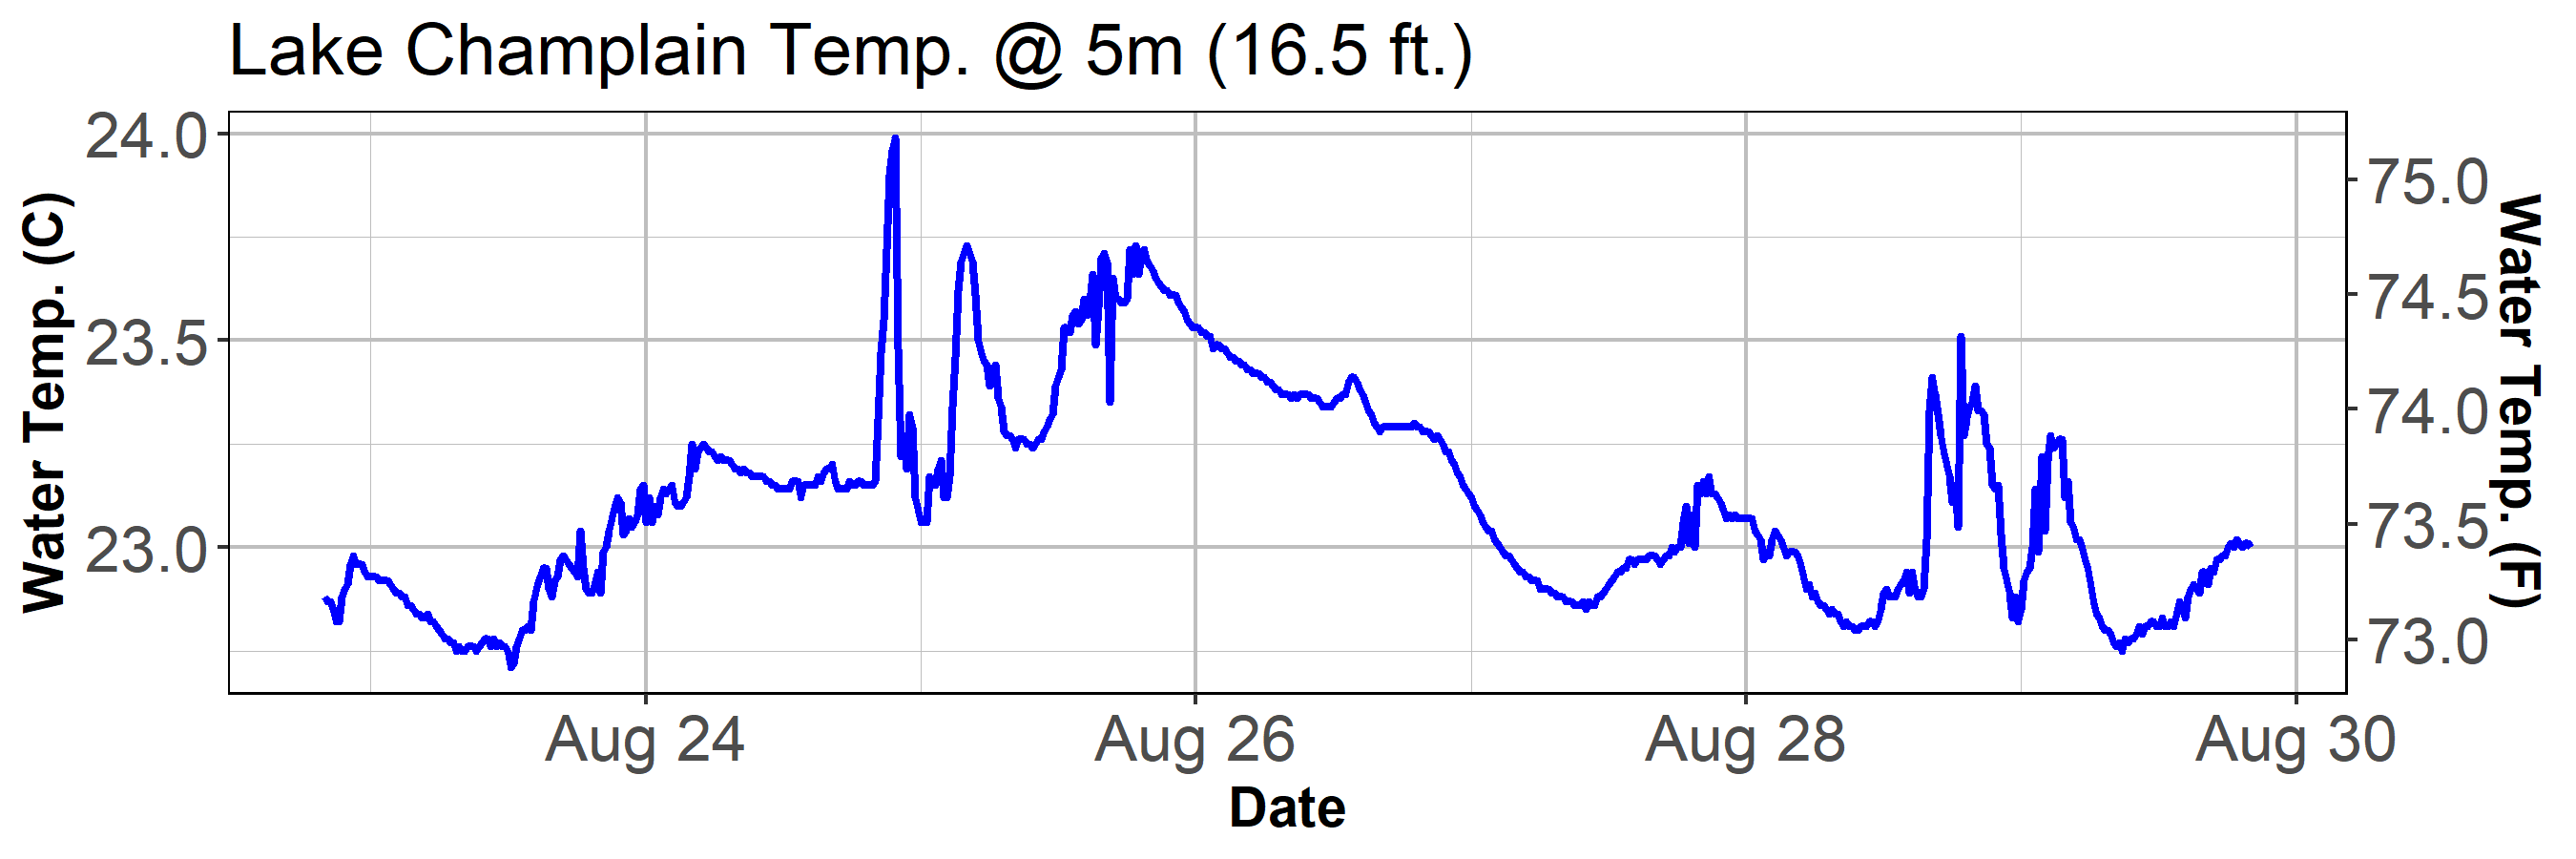 Lake Champlain Temp. @ 5m (16.5 ft.)
Water Temp. (C)
24.0
23.5
23.0
75.0
74.5
74.0
73.5
73.0
Water Temp. (F)
Aug 24
Aug 26
Aug 28
Aug 30
Date